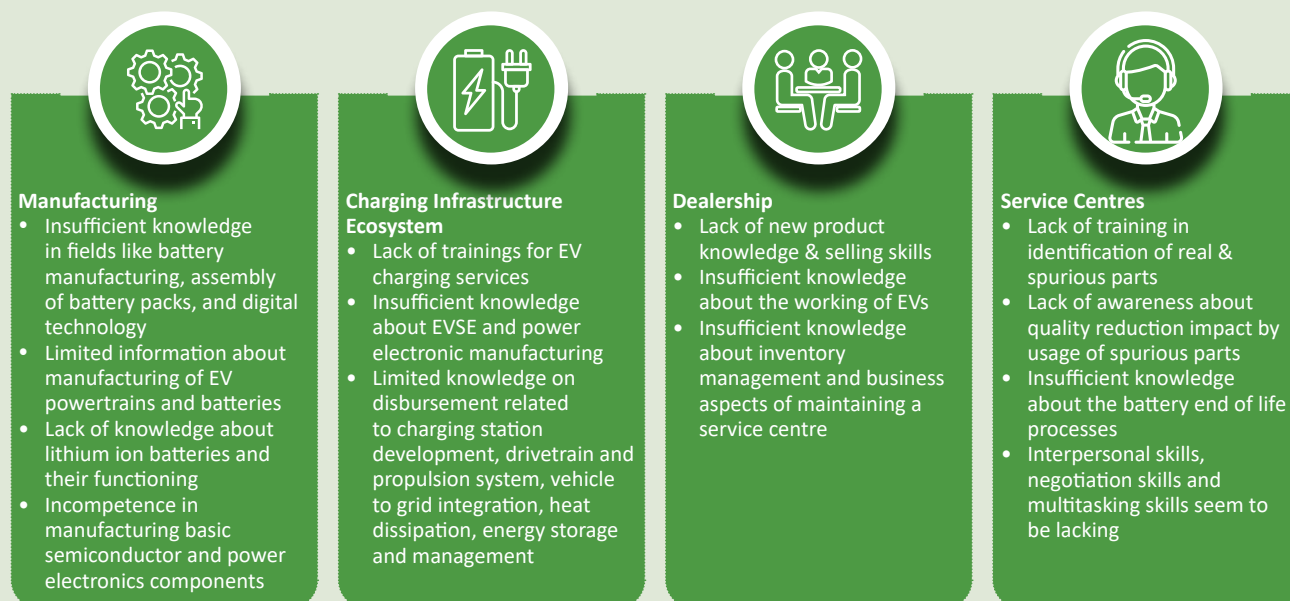 Manufacturing
• Insufficient knowledge
in fields like battery
manufacturing, assembly
of battery packs, and digital
technology
• Limited information about
manufacturing of EV
powertrains and batteries
• Lack of knowledge about
lithium ion batteries and
their functioning
• Incompetence in
manufacturing basic
semiconductor and power
electronics components
Charging Infrastructure
Ecosystem
• Lack of trainings for EV
charging services
• Insufficient knowledge
about EVSE and power
electronic manufacturing
• Limited knowledge on
disbursement related
to charging station
development, drivetrain and
propulsion system, vehicle
to grid integration, heat
dissipation, energy storage
and management
Dealership
• Lack of new product
knowledge & selling skills
• Insufficient knowledge
about the working of EVs
• Insufficient knowledge
about inventory
management and business
aspects of maintaining a
service centre
Service Centres
• Lack of training in
identification of real &
spurious parts
• Lack of awareness about
quality reduction impact by
usage of spurious parts
• Insufficient knowledge
about the battery end of life
processes
• Interpersonal skills,
negotiation skills and
multitasking skills seem to
be lacking